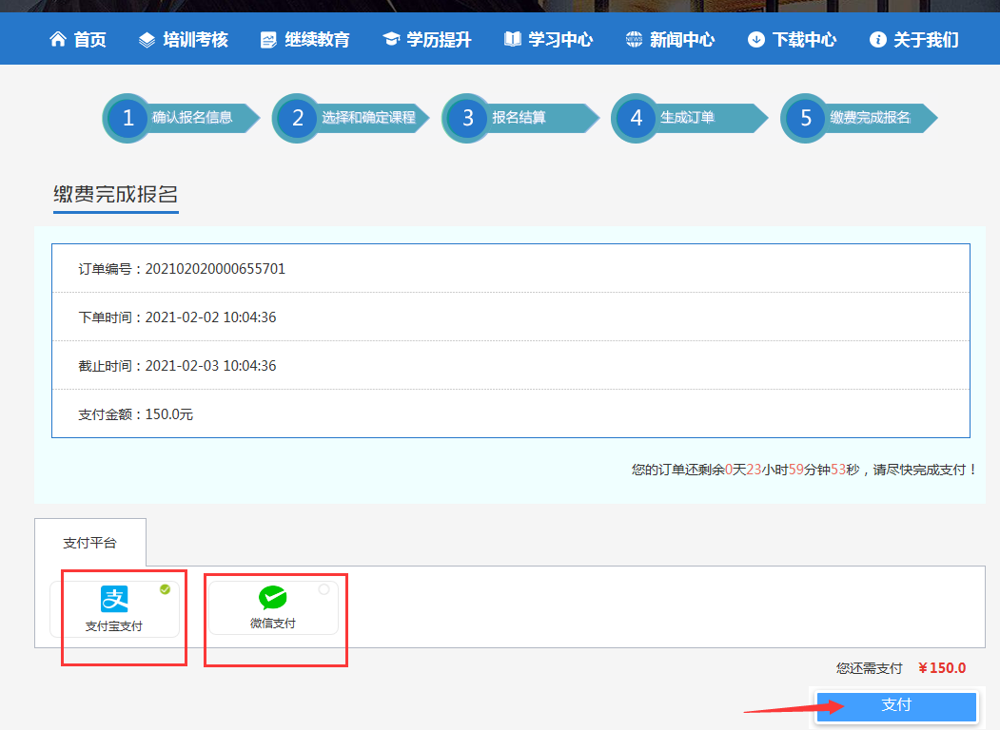 首页 培训考核 继续教育 学历提升 学习中心 NEWS 新闻中心 下载中心 关于我们
1 确认报名信息 2 选择和确定课程 3 报名结算 4 生成订单 5 缴费完成报名
缴费完成报名
订单编号：202102020000655701
下单时间：2021-02-02 10:04:36
截止时间：2021-02-03 10:04:36
支付金额：150.0元
您的订单还剩余0天23小时59分钟53秒，请尽快完成支付！
支付平台
支 支付宝支付 微信支付
您还需支付 ¥150.0
支付